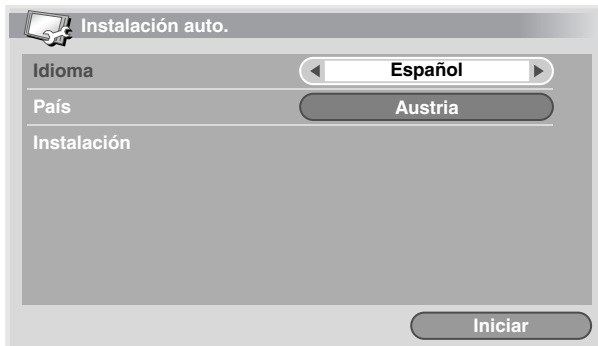 Instalación auto.
Idioma Español
País Austria
Instalación
Iniciar